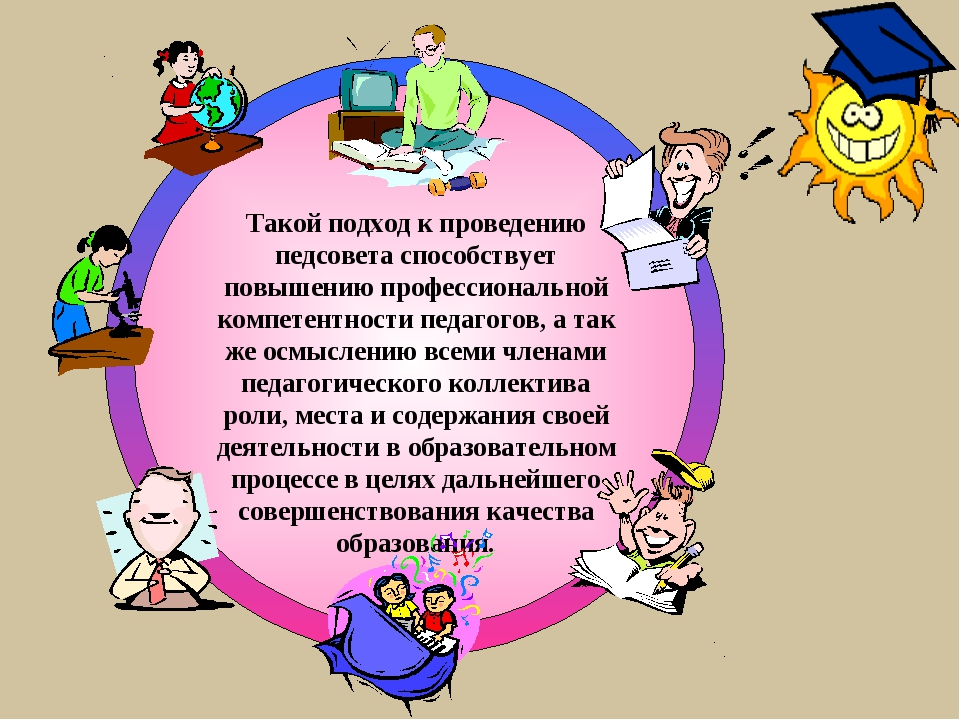 Такой подход к проведению
педсовета способствует
повышению профессиональной
компетентности педагогов, а так
же осмыслению всеми членами
педагогического коллектива
роли, места и содержания своей
деятельности в образовательном
процессе в целях дальнейшего
совершенствования качества
образования.